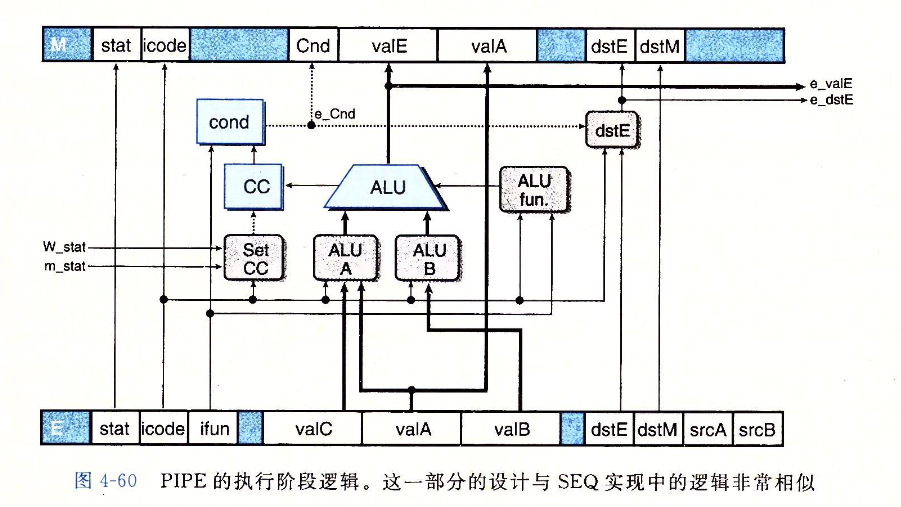 M stat icode Cnd valE valA dstE dstM
e_valE
e_dstE
e_Cnd
cond
dstE
CC
ALU
ALU
fun.
W_stat
m_stat
Set
CC
ALU
A
ALU
B
E stat icode ifun valC valA valB dstE dstM srcA srcB
图 4-60 PIPE 的执行阶段逻辑。这一部分的设计与 SEQ 实现中的逻辑非常相似